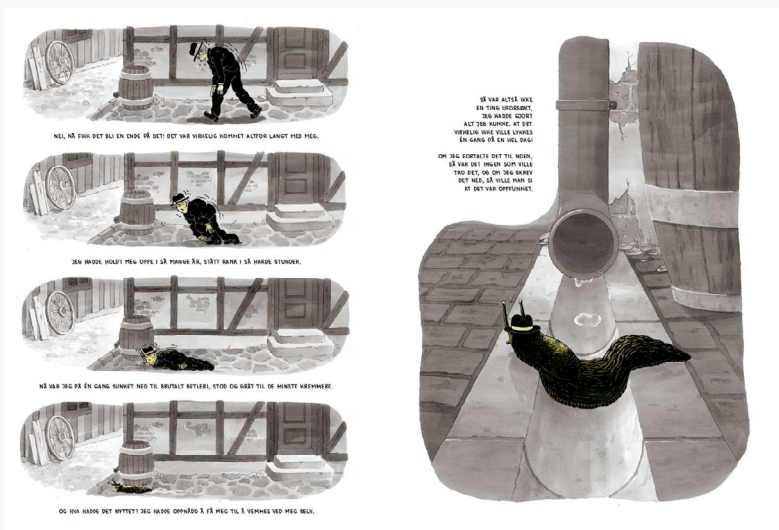 NEI, NÅ FIKK DET BLI EN ENDE PÅ DET! DET VAR VIRKELIG KOMMET ALTFOR LANGT MED MEG.
JEG HADDE HOLDT MEG OPPE I SÅ MANGE ÅR, STÅTT RANK I SÅ HARDE STUNDER,
NÅ VAR JEG PÅ ÉN GANG SUNKET NED TIL BRUTALT BETLERI, STOD OG GRÅT TIL DE MINSTE KREMMERE.
OG HVA HADDE DET NYTTET? JEG HADDE OPPNÅDD Å FÅ MEG TIL Å VEMMES VED MEG SELV.
SÅ VAR ALTSÅ IKKE
EN TING UFORSØKT,
JEG HADDE GJORT
ALT JEG KUNNE. AT DET
VIRKELIG IKKE VILLE LYKKES
ÉN GANG PÅ EN HEL DAG!
OM JEG FORTALTE DET TIL NOEN,
SÅ VAR DET INGEN SOM VILLE
TRO DET, OG OM JEG SKREV
DET NED, SÅ VILLE MAN SI
AT DET VAR OPPFUNNET.